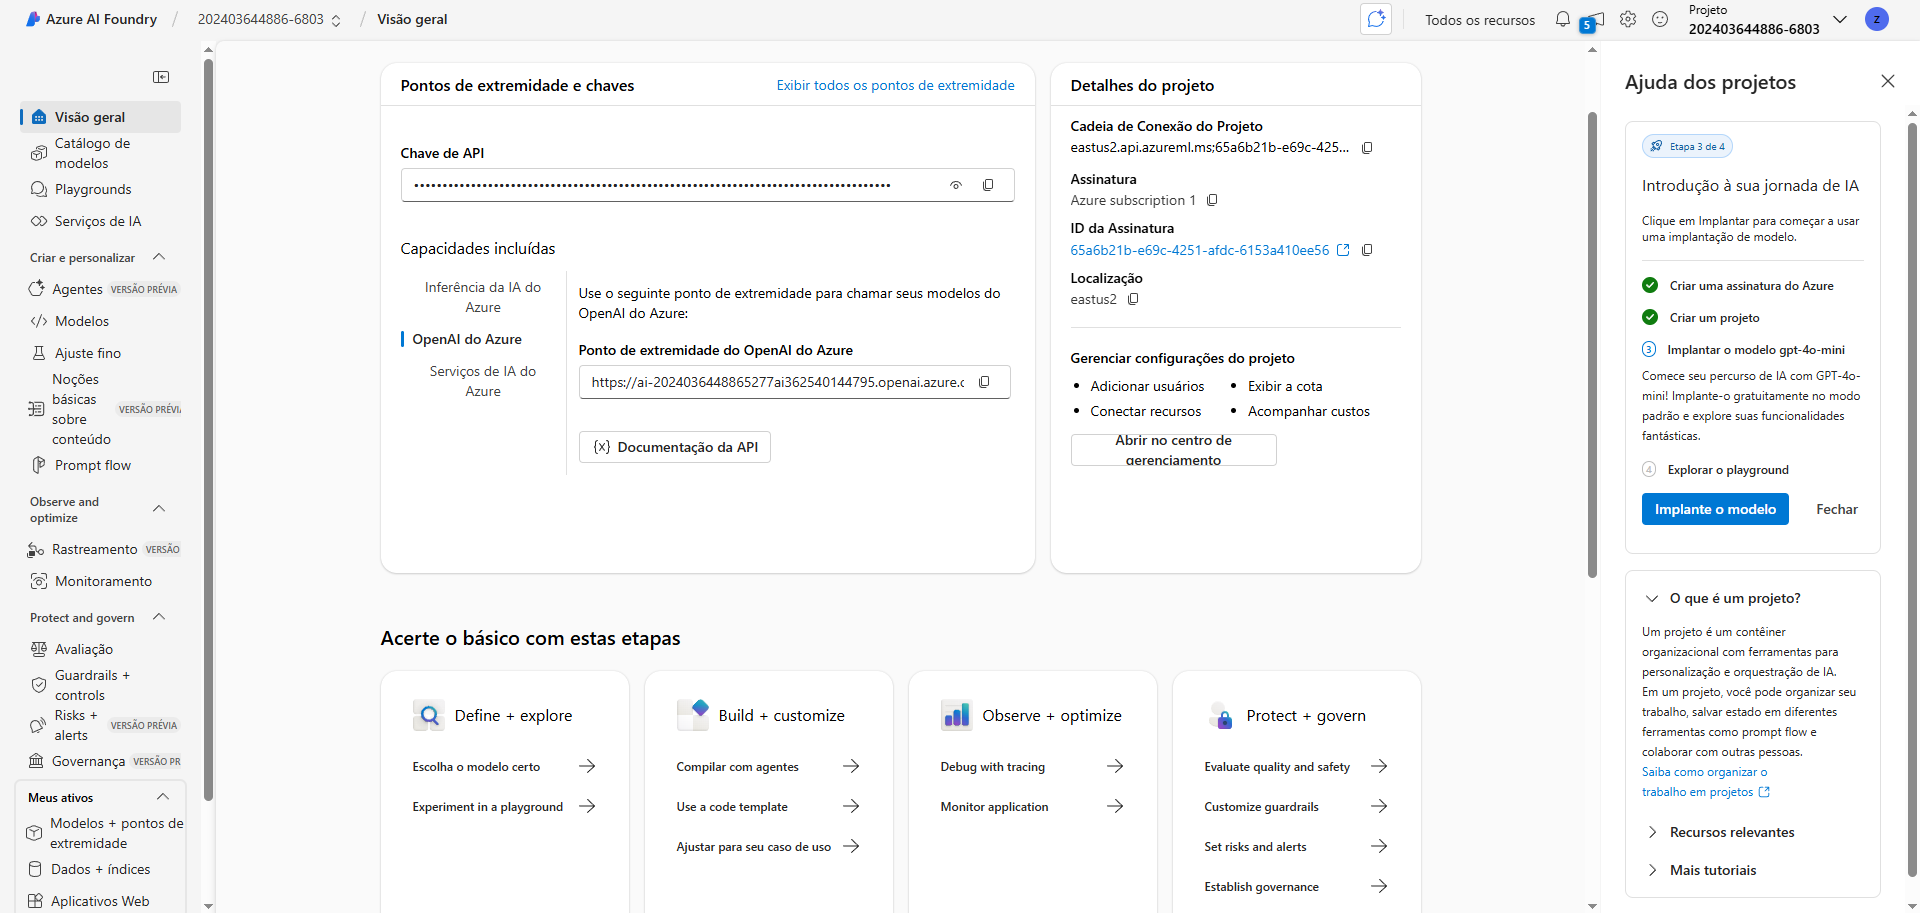 Azure AI Foundry / 202403644886-6803 / Visão geral
Todos os recursos
5
Projeto
202403644886-6803
Z
Visão geral
Catálogo de
modelos
Playgrounds
Serviços de IA
Criar e personalizar
Agentes VERSÃO PRÉVIA
Modelos
Ajuste fino
Noções
básicas
sobre
conteúdo
VERSÃO PRÉVI
Prompt flow
Observe and
optimize
Rastreamento VERSÃO
Monitoramento
Protect and govern
Avaliação
Guardrails +
controls
Risks +
alerts
VERSÃO PRÉVIA
Governança VERSÃO PR
Meus ativos
Modelos + pontos de
extremidade
Dados + índices
Aplicativos Web
Pontos de extremidade e chaves
Exibir todos os pontos de extremidade
Chave de API
••••••••••••••••••••••••••••••••••••••••••••••••••••••••••••••••••••••••••••••••••••
Capacidades incluídas
Inferência da IA do
Azure
OpenAI do Azure
Serviços de IA do
Azure
Use o seguinte ponto de extremidade para chamar seus modelos do
OpenAI do Azure:
Ponto de extremidade do OpenAI do Azure
https://ai-2024036448865277ai362540144795.openai.azure.c
{x} Documentação da API
Detalhes do projeto
Cadeia de Conexão do Projeto
eastus2.api.azureml.ms;65a6b21b-e69c-425...
Assinatura
Azure subscription 1
ID da Assinatura
65a6b21b-e69c-4251-afdc-6153a410ee56
Localização
eastus2
Gerenciar configurações do projeto
• Adicionar usuários
• Exibir a cota
• Conectar recursos
• Acompanhar custos
Abrir no centro de
gerenciamento
Acerte o básico com estas etapas
Define + explore
Escolha o modelo certo
Experiment in a playground
Build + customize
Compilar com agentes
Use a code template
Ajustar para seu caso de uso
Observe + optimize
Debug with tracing
Monitor application
Protect + govern
Evaluate quality and safety
Customize guardrails
Set risks and alerts
Establish governance
Ajuda dos projetos
Etapa 3 de 4
Introdução à sua jornada de IA
Clique em Implantar para começar a usar
uma implantação de modelo.
Criar uma assinatura do Azure
Criar um projeto
3 Implantar o modelo gpt-4o-mini
Comece seu percurso de IA com GPT-4o-
mini! Implante-o gratuitamente no modo
padrão e explore suas funcionalidades
fantásticas.
4 Explorar o playground
Implante o modelo
Fechar
O que é um projeto?
Um projeto é um contêiner
organizacional com ferramentas para
personalização e orquestração de IA.
Em um projeto, você pode organizar seu
trabalho, salvar estado em diferentes
ferramentas como prompt flow e
colaborar com outras pessoas.
Saiba como organizar o
trabalho em projetos
Recursos relevantes
Mais tutoriais